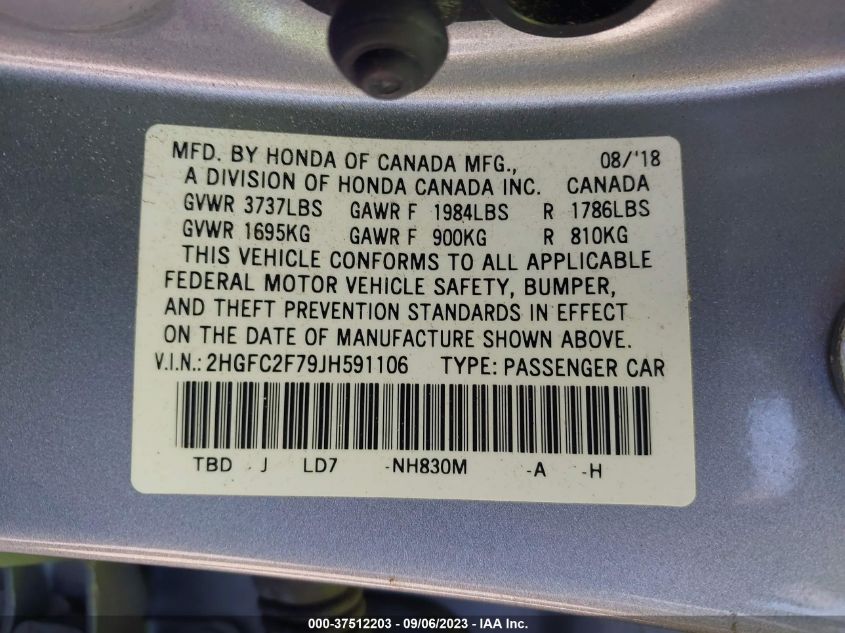 MFD. BY HONDA OF CANADA MFG., 08/'18
A DIVISION OF HONDA CANADA INC. CANADA
GVWR 3737LBS GAWR F 1984LBS R 1786LBS
GVWR 1695KG GAWR F 900KG R 810KG
THIS VEHICLE CONFORMS TO ALL APPLICABLE
FEDERAL MOTOR VEHICLE SAFETY, BUMPER,
AND THEFT PREVENTION STANDARDS IN EFFECT
ON THE DATE OF MANUFACTURE SHOWN ABOVE.
V.I.N.: 2HGFC2F79JH591106 TYPE: PASSENGER CAR
TBD J LD7 -NH830M -A -H
000-37512203 - 09/06/2023 - IAA Inc.